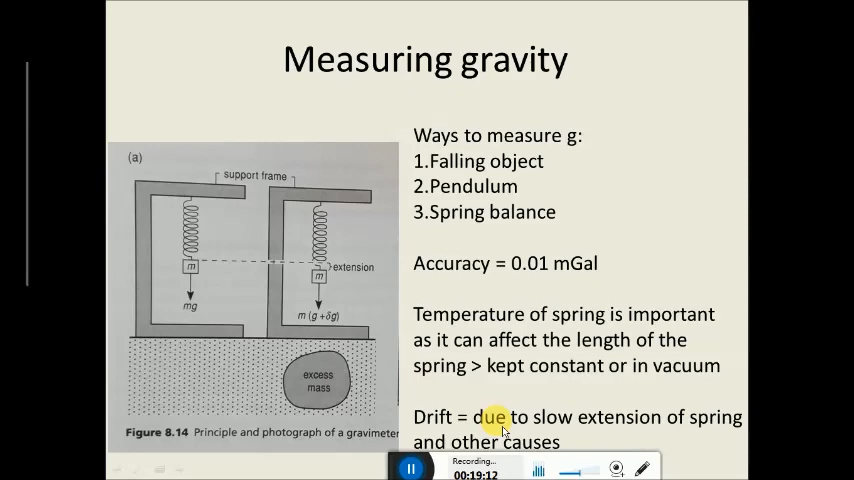 Measuring gravity
(a)
support frame
m
extension
m
mg
m (g +δg)
excess
mass
Figure 8.14 Principle and photograph of a gravimeter
Ways to measure g:
1.Falling object
2.Pendulum
3.Spring balance
Accuracy = 0.01 mGal
Temperature of spring is important
as it can affect the length of the
spring > kept constant or in vacuum
Drift = due to slow extension of spring
and other causes
Recording...
00:19:12